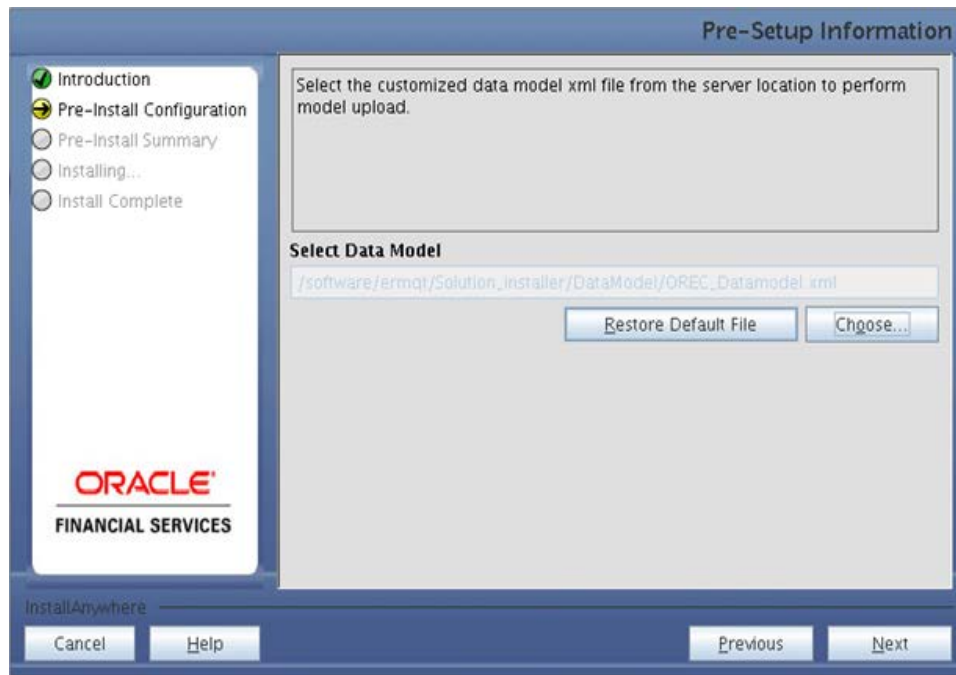 Pre-Setup Information
Introduction
Pre-Install Configuration
Pre-Install Summary
Installing...
Install Complete
ORACLE
FINANCIAL SERVICES
Select the customized data model xml file from the server location to perform
model upload.
Select Data Model
/software/ermqt/Solution_installer/DataModel/OREC_Datamodel.xml
Restore Default File
Choose...
InstallAnywhere
Cancel
Help
Previous
Next